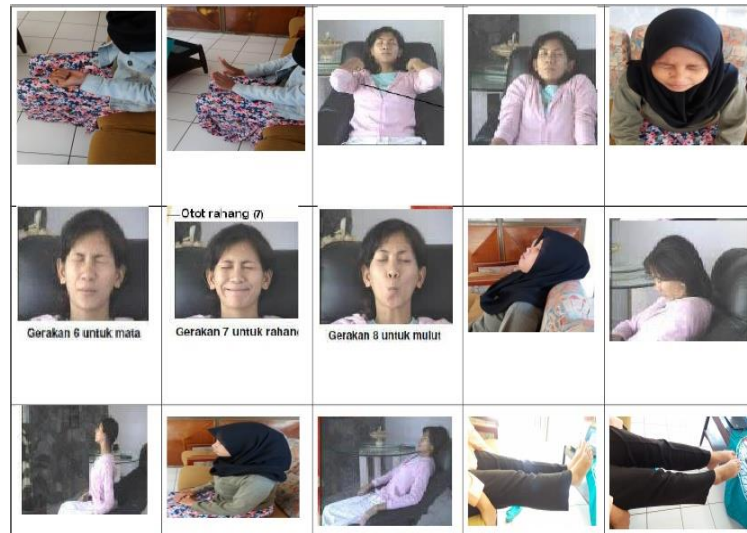 Otot rahang (7)
Gerakan 6 untuk mata
Gerakan 7 untuk rahang
Gerakan 8 untuk mulut